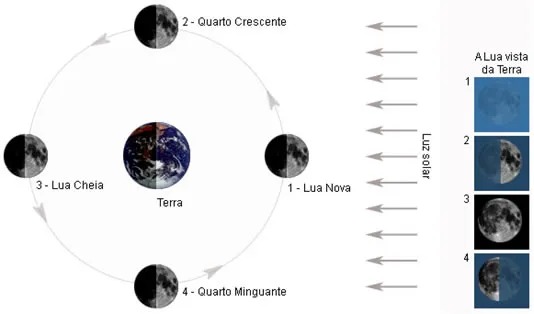 2 - Quarto Crescente
3 - Lua Cheia
Terra
1 - Lua Nova
4 - Quarto Minguante
Luz solar
A Lua vista
da Terra
1
2
3
4